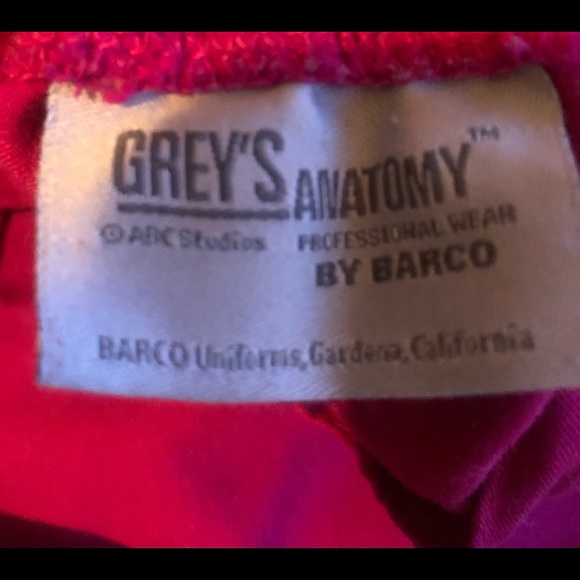 GREY'S ANATOMY™
© ABC Studios PROFESSIONAL WEAR
BY BARCO
BARCO Uniforms, Gardena, California